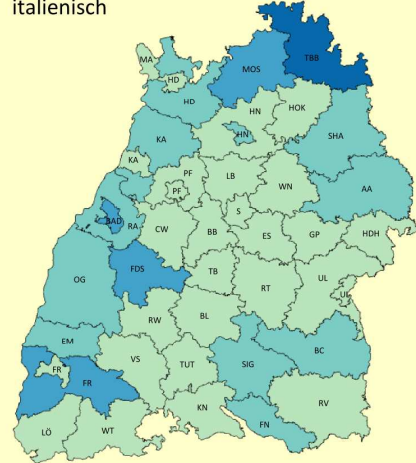 italienisch
MA
HD
MOS
TBB
HD
HN
HOK
KA
HN
SHA
KA
PF
LB
WN
AA
PF
BAD
RA
CW
S
BB
ES
GP
HDH
OG
FDS
TB
RT
UL
UL
RW
BL
EM
FR
VS
TUT
SIG
BC
FR
LÖ
WT
KN
FN
RV